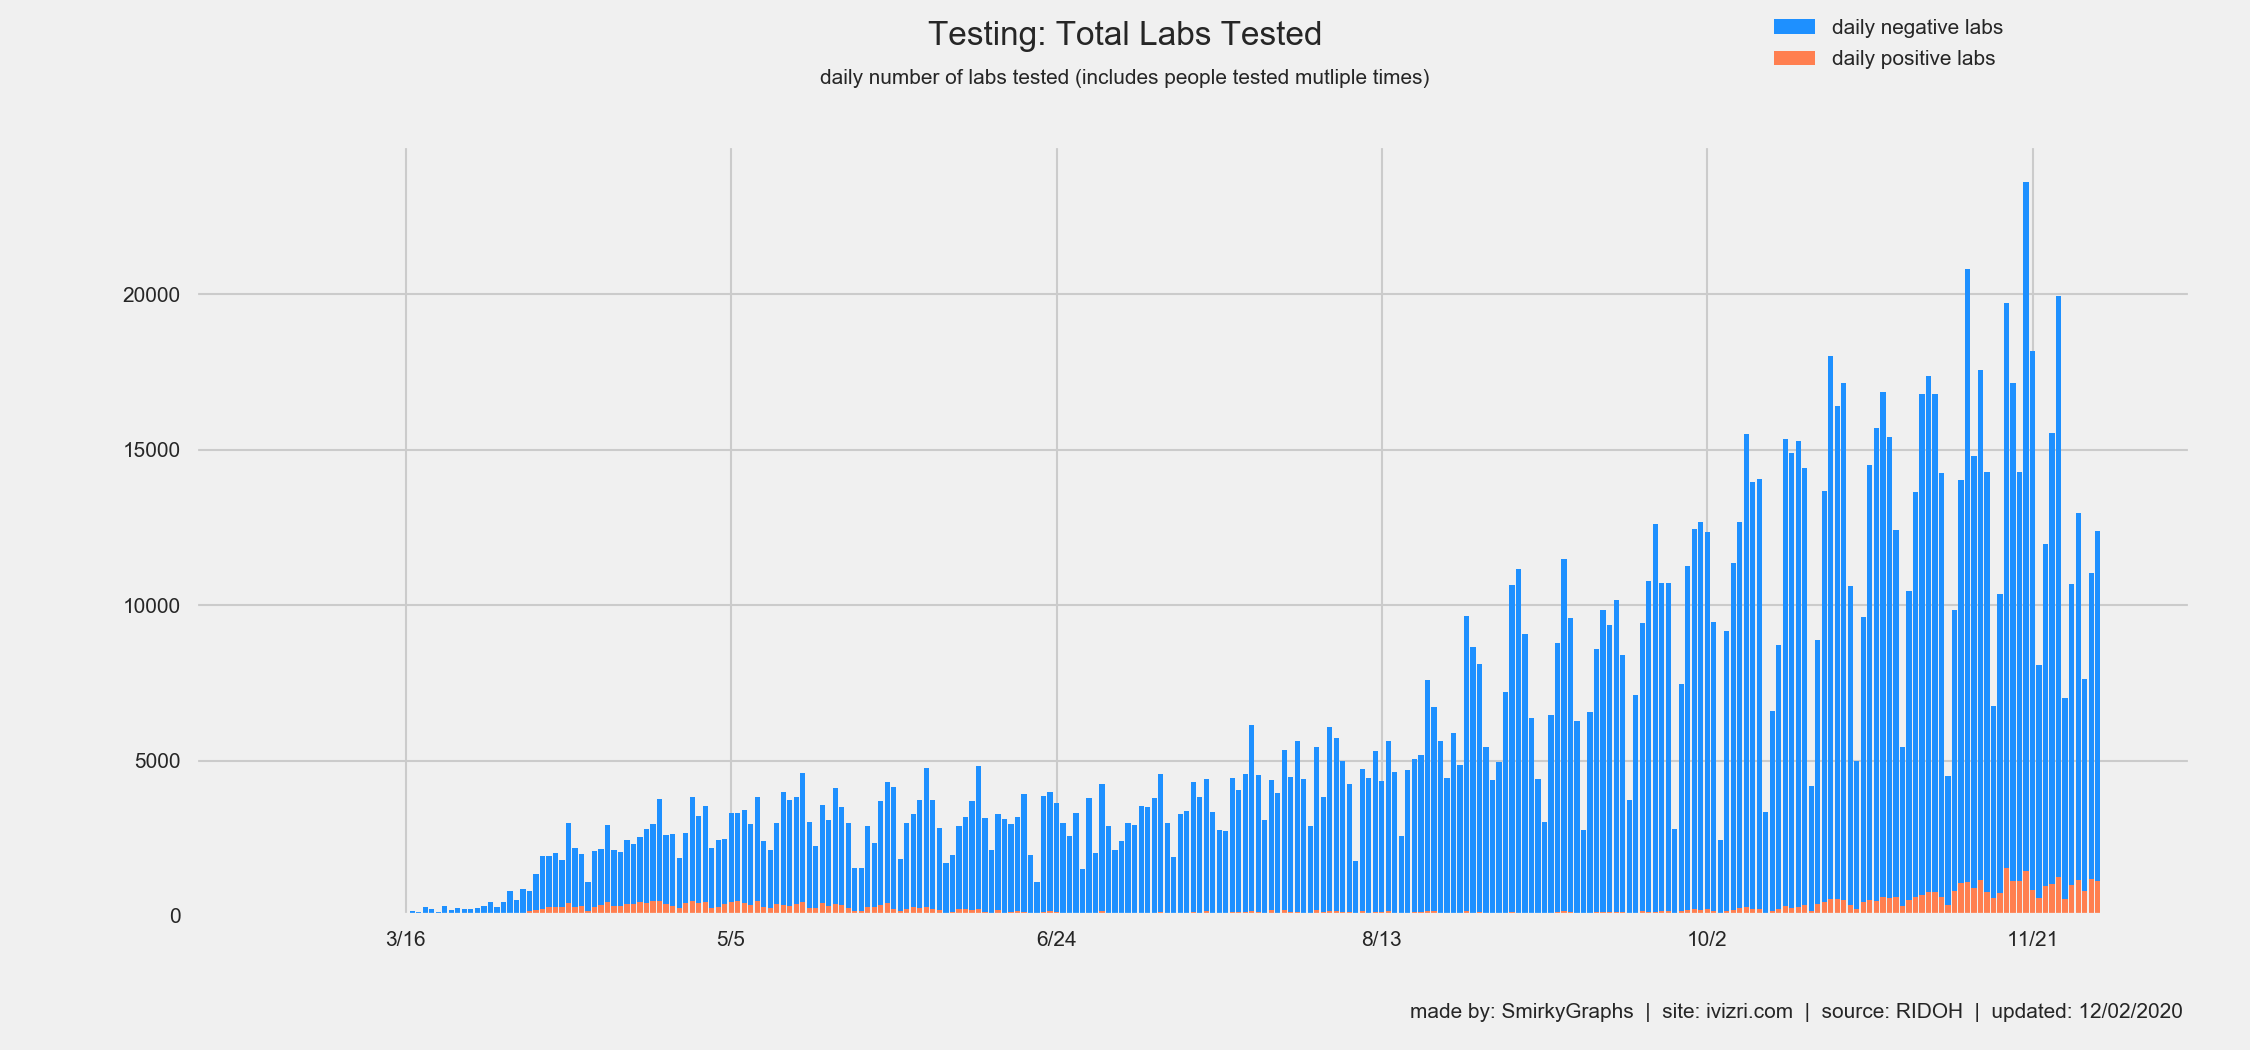 Testing: Total Labs Tested
daily number of labs tested (includes people tested mutliple times)
daily negative labs
daily positive labs
20000
15000
10000
5000
0
3/16
5/5
6/24
8/13
10/2
11/21
made by: SmirkyGraphs | site: ivizri.com | source: RIDOH | updated: 12/02/2020